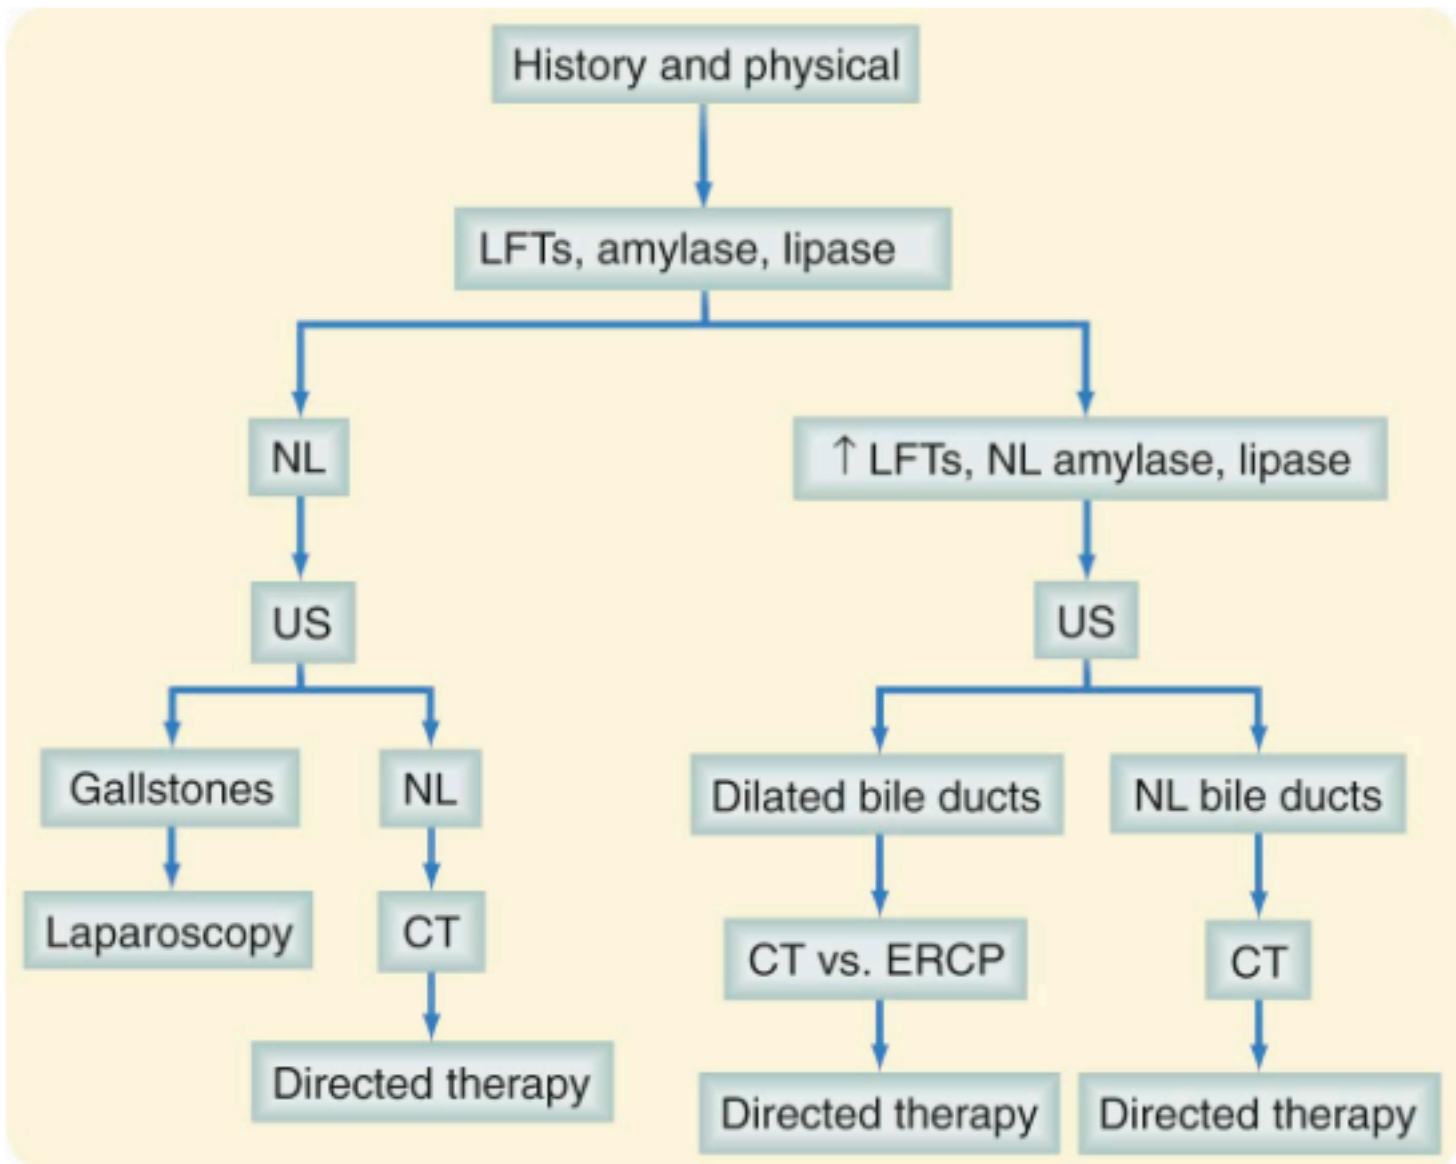 History and physical
LFTs, amylase, lipase
NL
↑ LFTs, NL amylase, lipase
US
US
Gallstones
NL
Dilated bile ducts
NL bile ducts
Laparoscopy
CT
CT vs. ERCP
CT
Directed therapy
Directed therapy
Directed therapy